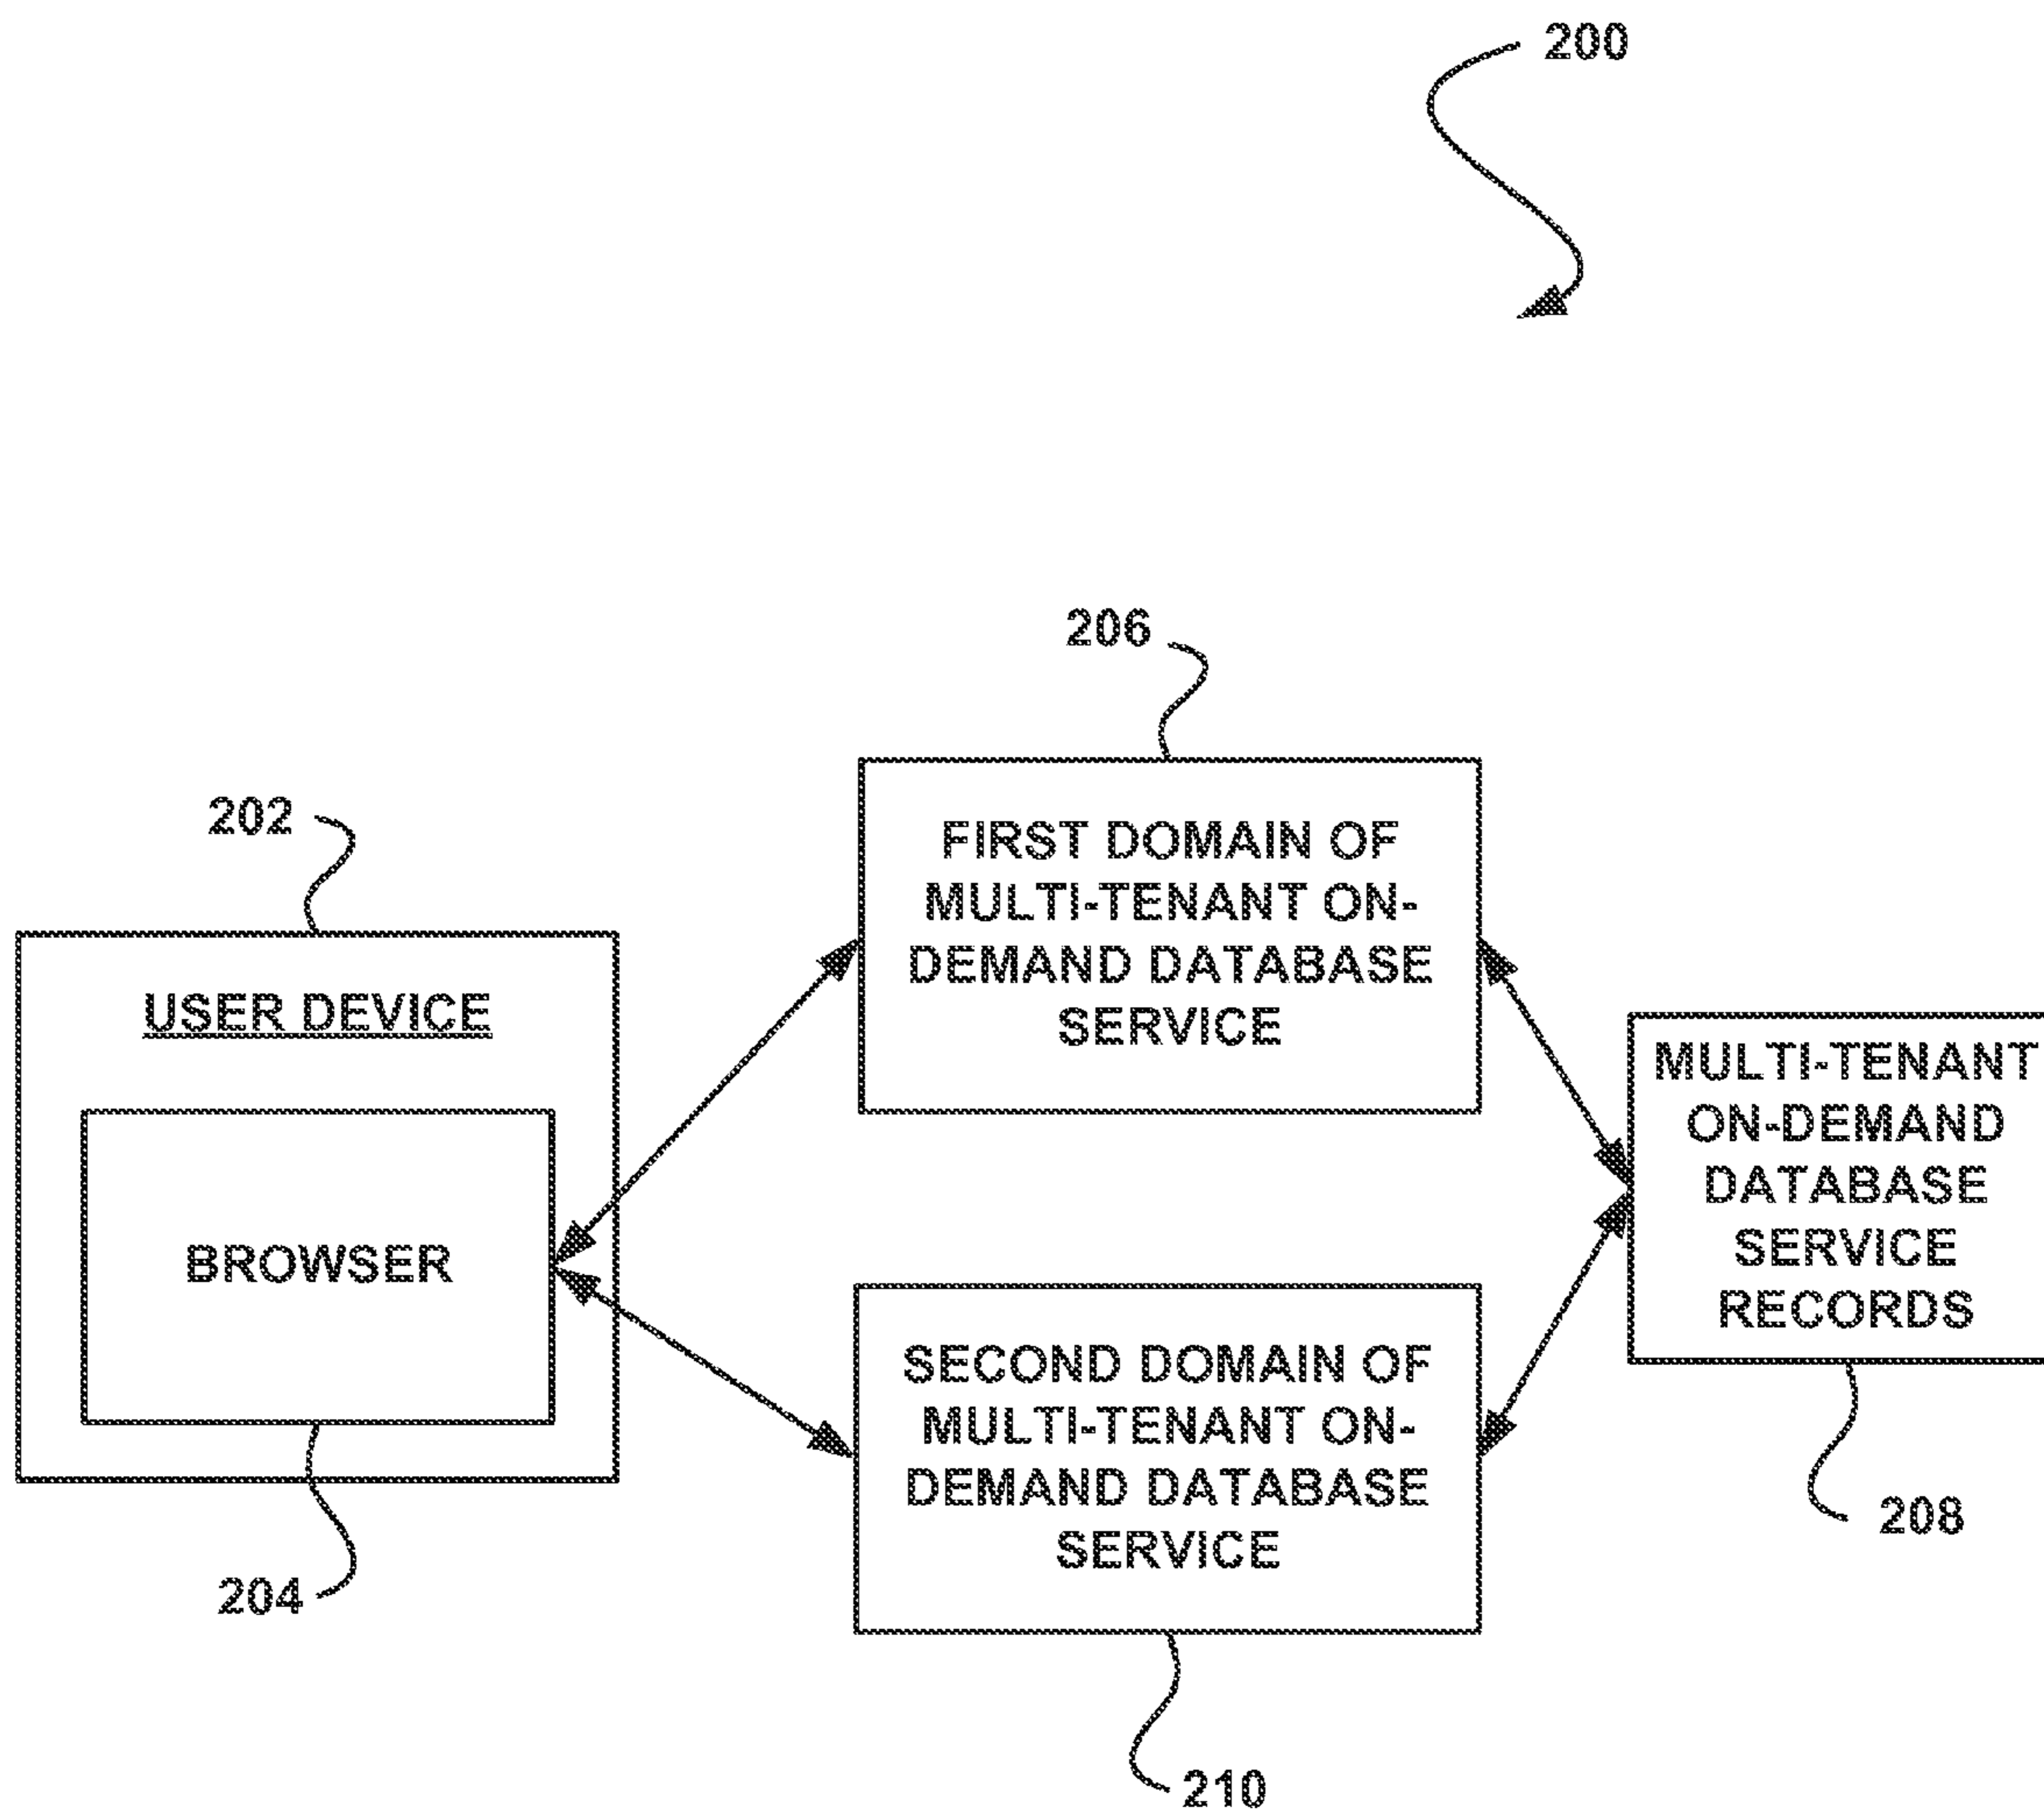 200
206
202
FIRST DOMAIN OF
MULTI-TENANT ON-
DEMAND DATABASE
SERVICE
USER DEVICE
BROWSER
MULTI-TENANT
ON-DEMAND
DATABASE
SERVICE
RECORDS
SECOND DOMAIN OF
MULTI-TENANT ON-
DEMAND DATABASE
SERVICE
208
204
210